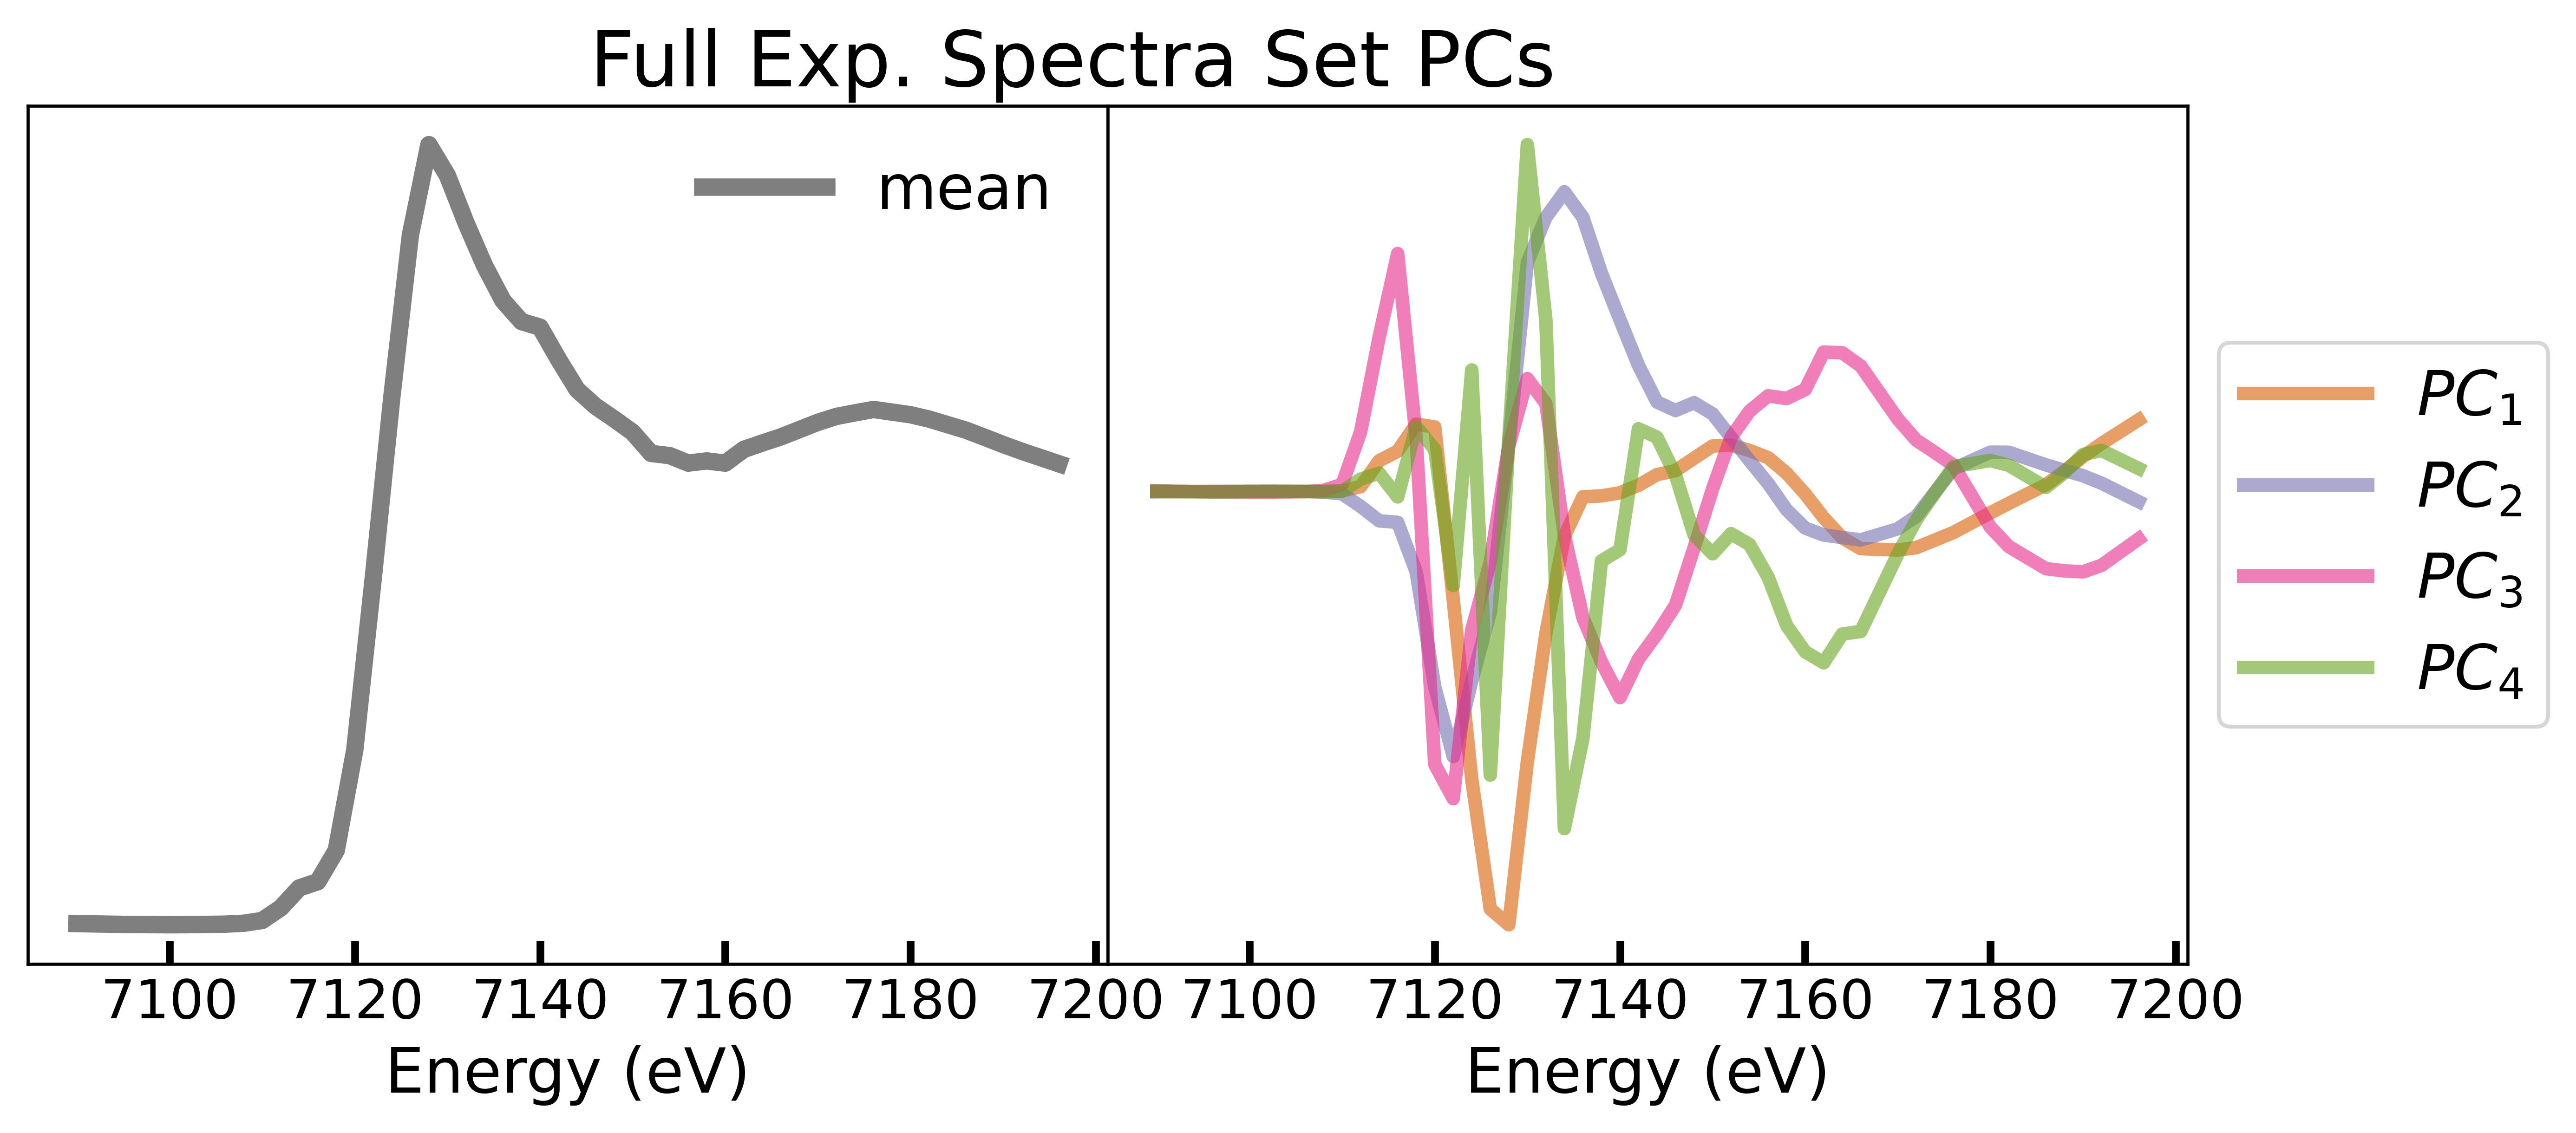 Full Exp. Spectra Set PCs
mean
PC1
PC2
PC3
PC4
7100 7120 7140 7160 7180 7200 7100 7120 7140 7160 7180 7200
Energy (eV) Energy (eV)